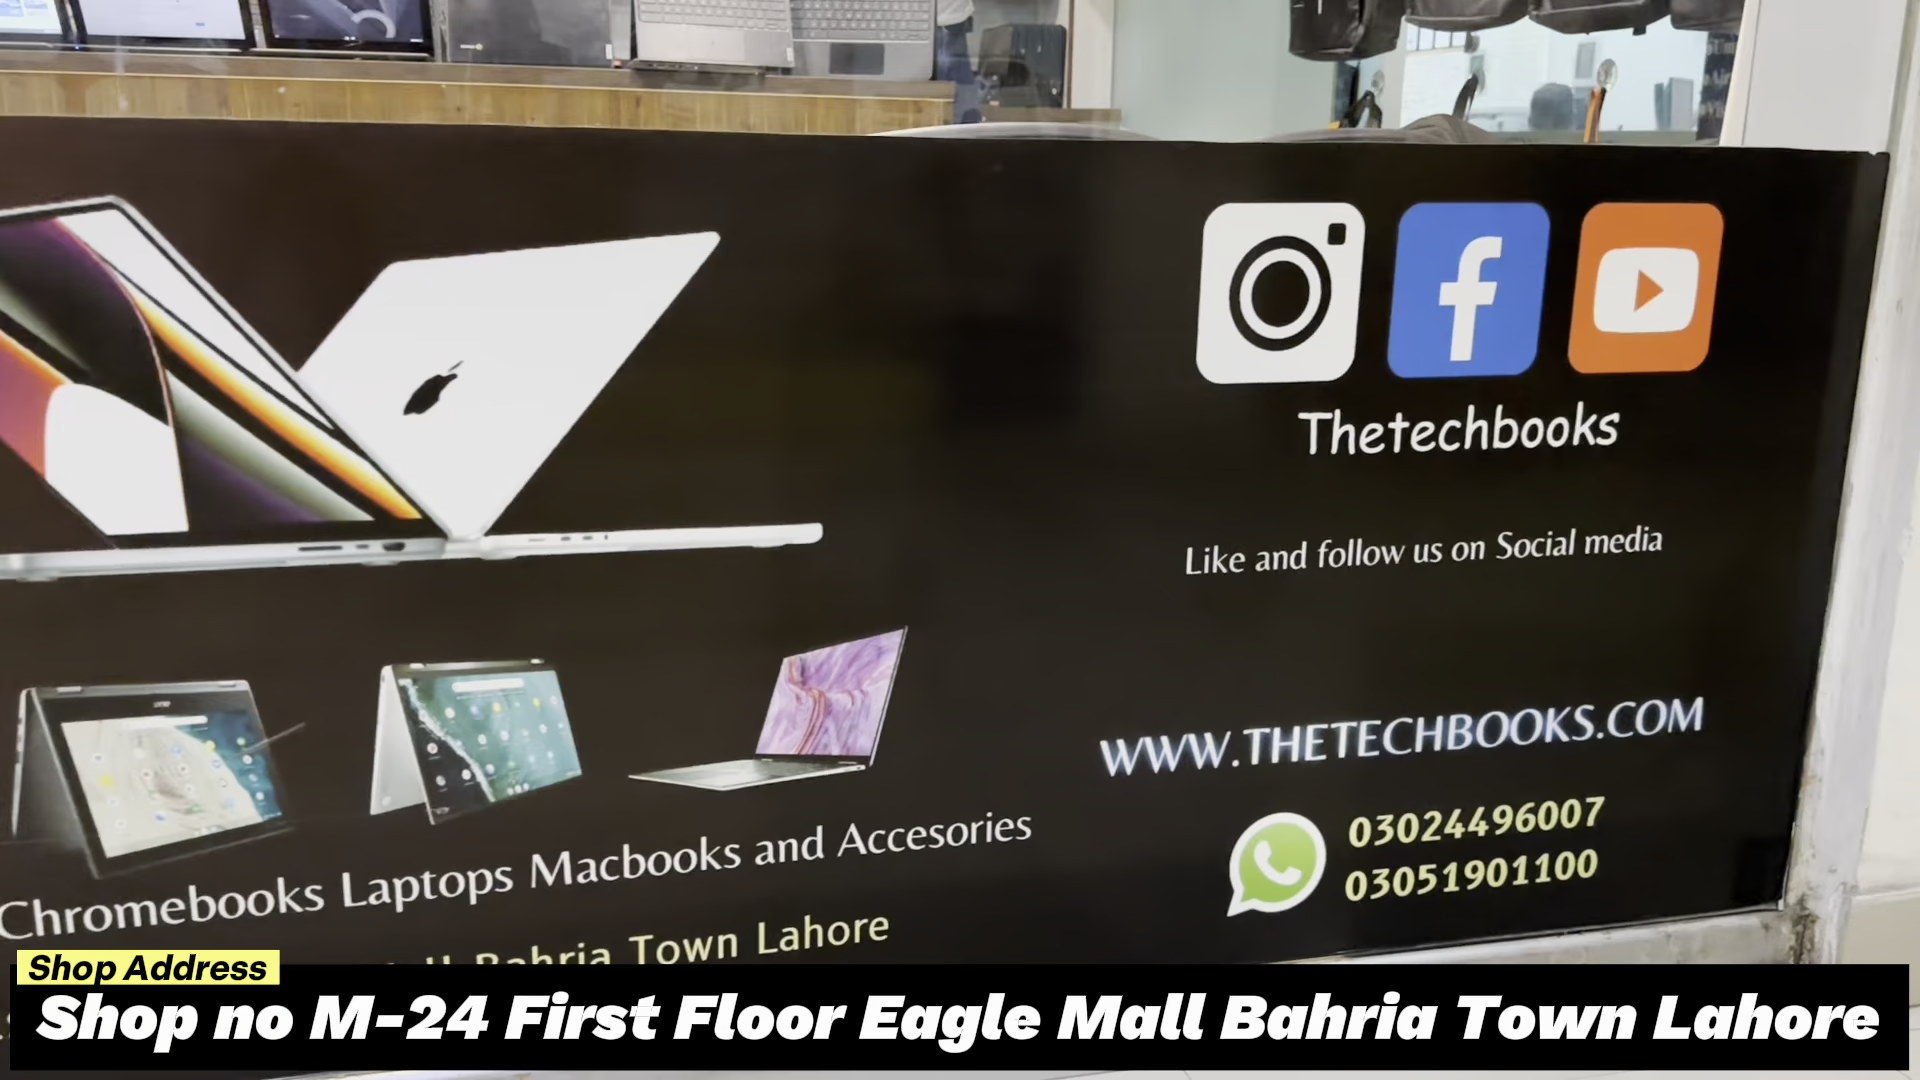 Thetechbooks
Like and follow us on Social media
WWW.THETECHBOOKS.COM
03024496007
03051901100
Chromebooks Laptops Macbooks and Accesories
Bahria Town Lahore
Shop Address
Shop no M-24 First Floor Eagle Mall Bahria Town Lahore